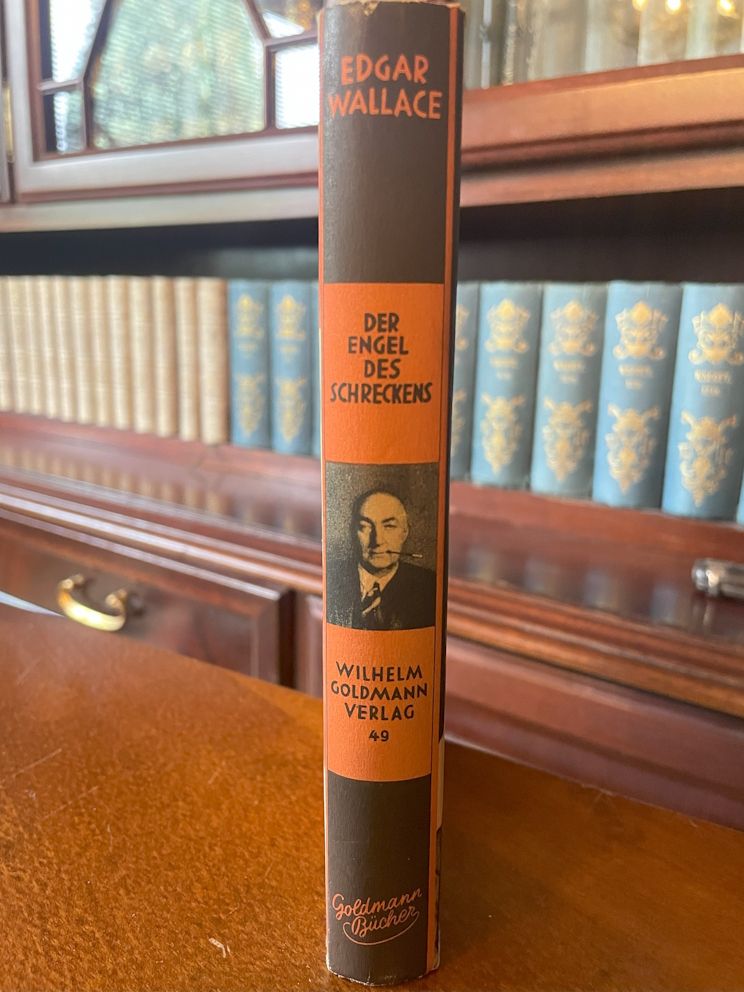 EDGAR
WALLACE
DER
ENGEL
DES
SCHRECKENS
WILHELM
GOLDMANN
VERLAG
49
Goldmann
Bücher